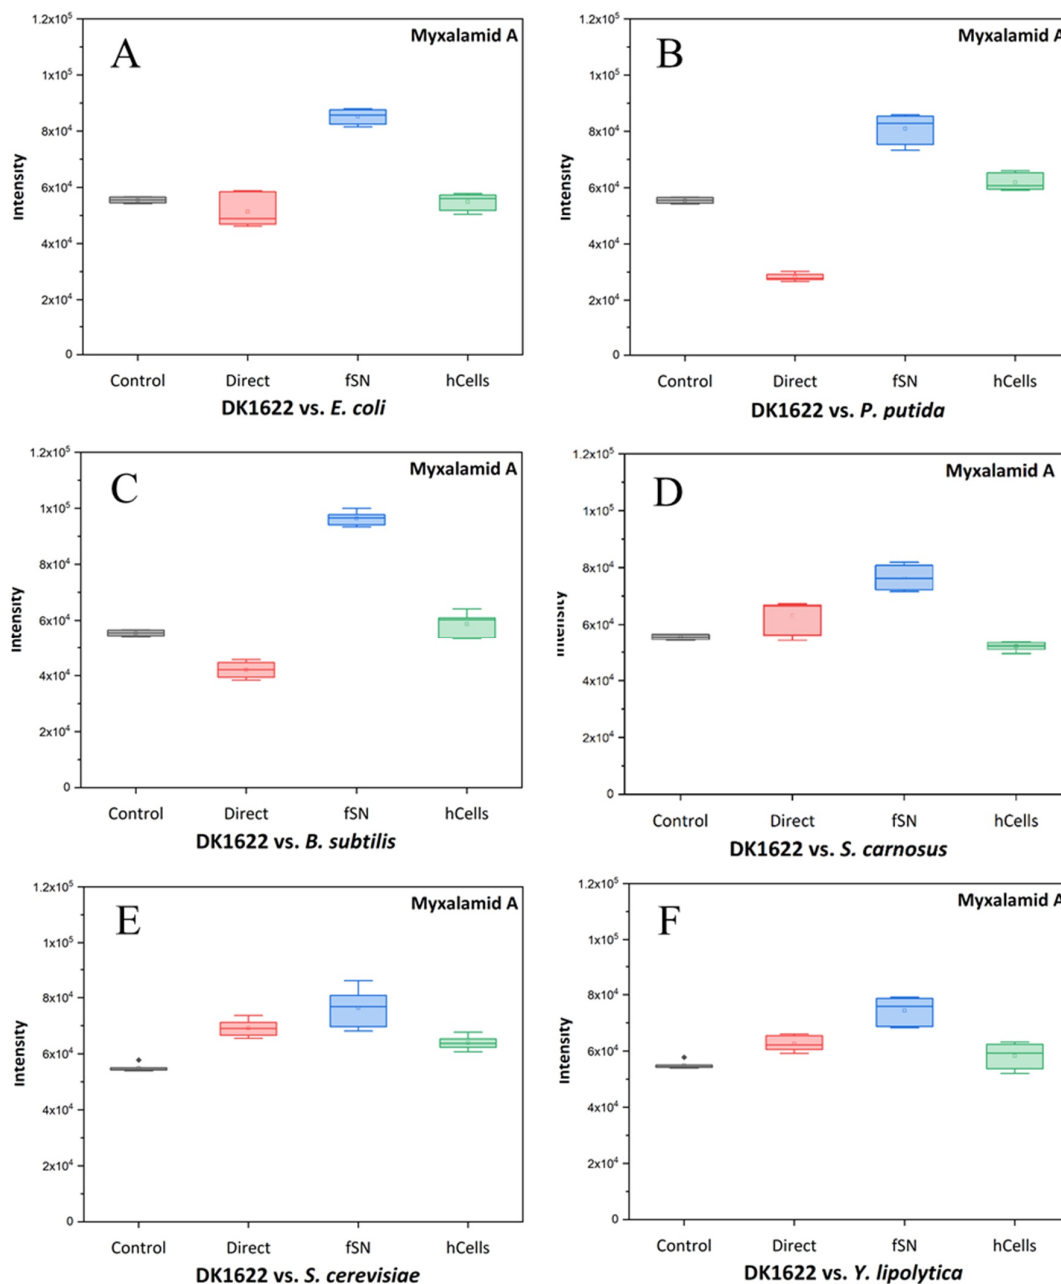 A
Myxalamid A
1.2x10⁵
1x10⁵
8x10⁴
6x10⁴
4x10⁴
2x10⁴
0
Intensity
Control Direct fSN hCells
DK1622 vs. E. coli
B
Myxalamid A
1.2x10⁵
1x10⁵
8x10⁴
6x10⁴
4x10⁴
2x10⁴
0
Intensity
Control Direct fSN hCells
DK1622 vs. P. putida
C
Myxalamid A
1.2x10⁵
1x10⁵
8x10⁴
6x10⁴
4x10⁴
2x10⁴
0
Intensity
Control Direct fSN hCells
DK1622 vs. B. subtilis
D
Myxalamid A
1.2x10⁵
1x10⁵
8x10⁴
6x10⁴
4x10⁴
2x10⁴
0
Intensity
Control Direct fSN hCells
DK1622 vs. S. carnosus
E
Myxalamid A
1.2x10⁵
1x10⁵
8x10⁴
6x10⁴
4x10⁴
2x10⁴
0
Intensity
Control Direct fSN hCells
DK1622 vs. S. cerevisiae
F
Myxalamid A
1.2x10⁵
1x10⁵
8x10⁴
6x10⁴
4x10⁴
2x10⁴
0
Intensity
Control Direct fSN hCells
DK1622 vs. Y. lipolytica